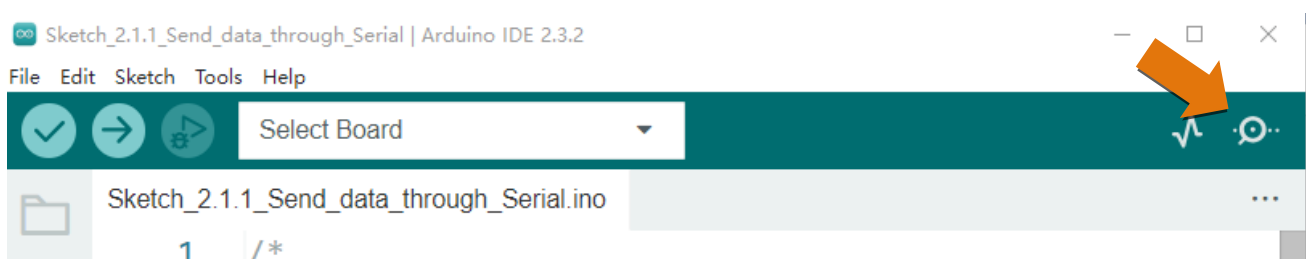 Sketch_2.1.1_Send_data_through_Serial | Arduino IDE 2.3.2
File Edit Sketch Tools Help
Select Board
Sketch_2.1.1_Send_data_through_Serial.ino
1 /*